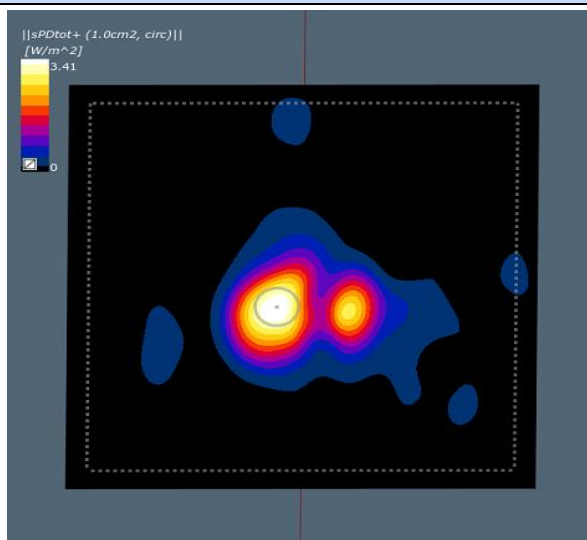 ||sPDtot+ (1.0cm2, circ)||
[W/m^2]
3.41
0